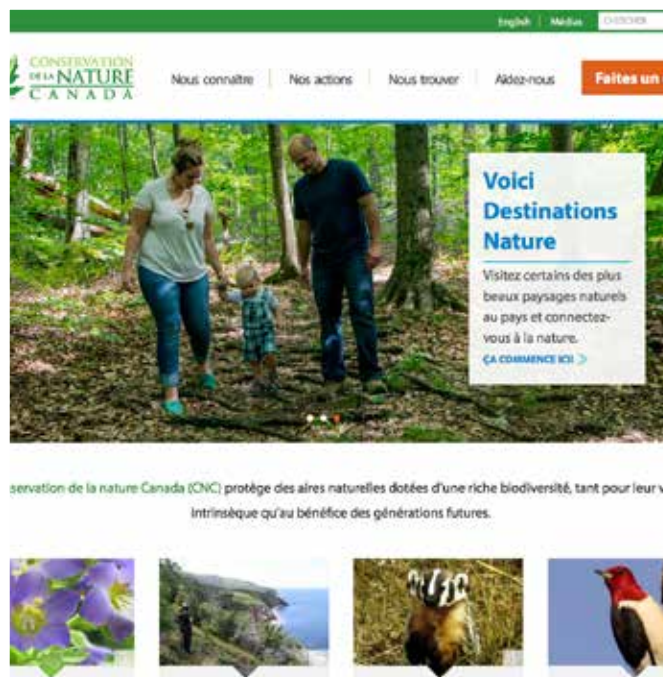 English | Médias CHERCHER
CONSERVATION
DE LA NATURE
CANADA
Nous connaître Nos actions Nous trouver Aidez-nous Faites un
Voici
Destinations
Nature
Visitez certains des plus
beaux paysages naturels
au pays et connectez-
vous à la nature.
ÇA COMMENCE ICI >
servation de la nature Canada (CNC) protège des aires naturelles dotées d'une riche biodiversité, tant pour leur v
intrinsèque qu'au bénéfice des générations futures.